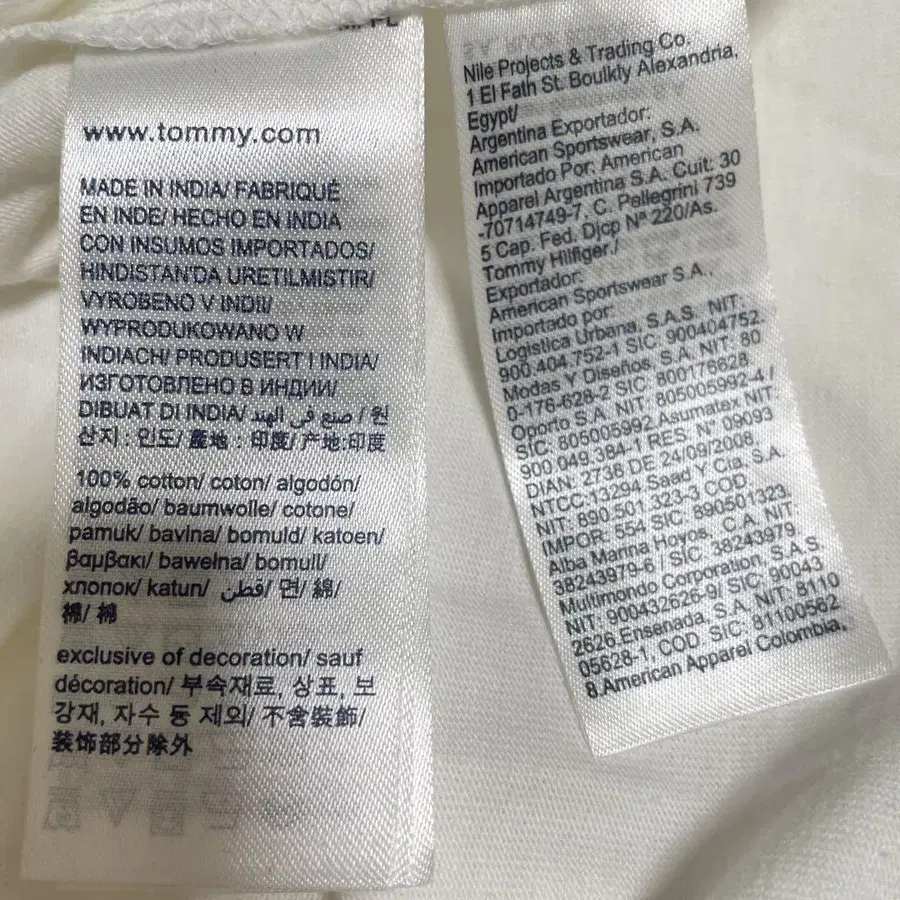 www.tommy.com
MADE IN INDIA/ FABRIQUÉ
EN INDE/ HECHO EN INDIA
CON INSUMOS IMPORTADOS/
HINDISTAN'DA URETILMISTIR/
VYROBENO V INDII/
WYPRODUKOWANO W
INDIACH/ PRODUSERT I INDIA/
ИЗГОТОВЛЕНО В ИНДИИ/
DIBUAT DI INDIA/ صنع في الهند / 원
산지 : 인도/ 產地 : 印度/ 产地:印度
100% cotton/ coton/ algodón/
algodão/ baumwolle/ cotone/
pamuk/ bavlna/ bomuld/ katoen/
βαμβακι/ bawełna/ bomull/
хлопок/ katun/ قطن/ 면/ 綿/
棉/ 棉
exclusive of decoration/ sauf
décoration/ 부속재료, 상표, 보
강재, 자수 등 제외/ 不含裝飾/
装饰部分除外
Nile Projects & Trading Co.
1 El Fath St. Boulkly Alexandria,
Egypt/
Argentina Exportador:
American Sportswear, S.A.
Importado Por: American
Apparel Argentina S.A. Cuit: 30
-70714749-7, C. Pellegrini 739
5 Cap. Fed. Djcp Nª 220/As.
Tommy Hilfiger./
Exportador:
American Sportswear S.A.,
Importado por:
Logistica Urbana, S.A.S. NIT:
900.404.752-1 SIC: 900404752
Modas Y Diseños, S.A. NIT: 80
0-176-628-2 SIC 800176628
Oporto S.A. NIT: 805005992-4 /
SIC: 805005992,Asumatex NIT
900.049.384-1 RES. N° 09093
DIAN: 2738 DE 24/09/2008,
NTCC:13294,Saad Y Cia. S.A.
NIT: 890.501.323-3 COD.
IMPOR: 554 SIC: 890501323,
Alba Marina Hoyos, C.A. NIT
38243979-6 / SIC: 38243979,
Multimondo Corporation, S.A.S
NIT: 900432626-9/ SIC: 90043
2626,Ensenada, S.A. NIT: 8110
05628-1, COD. SIC: 81100562
8,American Apparel Colombia,